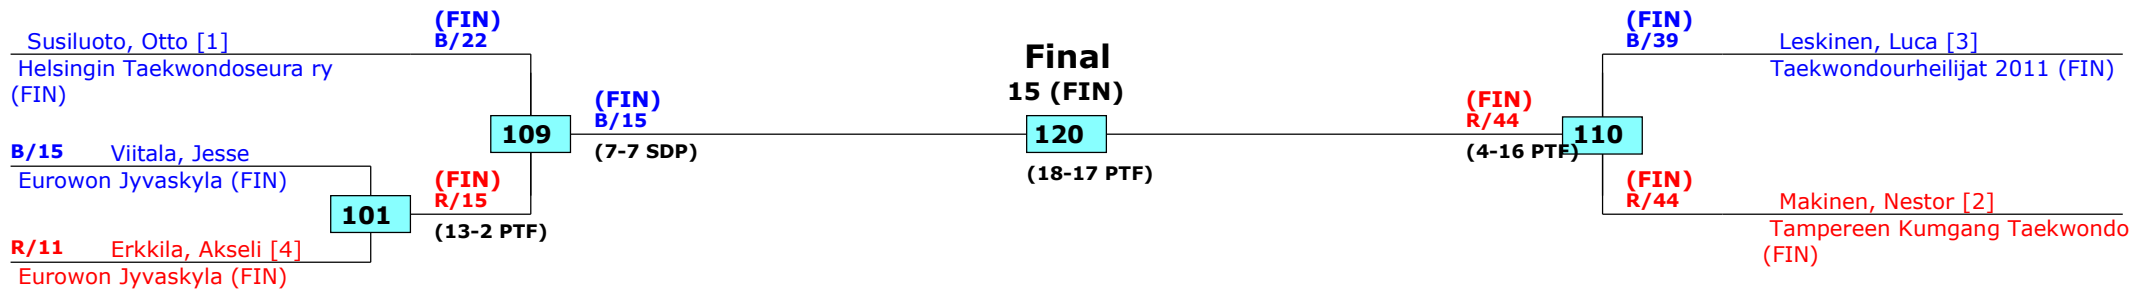 (FIN)
B/22
Susiluoto, Otto [1]
Helsingin Taekwondoseura ry
(FIN)
B/15 Viitala, Jesse
Eurowon Jyvaskyla (FIN)
101
R/11 Erkkila, Akseli [4]
Eurowon Jyvaskyla (FIN)
(FIN)
R/15
(13-2 PTF)
109
(FIN)
B/15
(7-7 SDP)
Final
15 (FIN)
120
(18-17 PTF)
(FIN)
R/44
(4-16 PTF)
110
(FIN)
B/39
Leskinen, Luca [3]
Taekwondourheilijat 2011 (FIN)
(FIN)
R/44
Makinen, Nestor [2]
Tampereen Kumgang Taekwondo
(FIN)